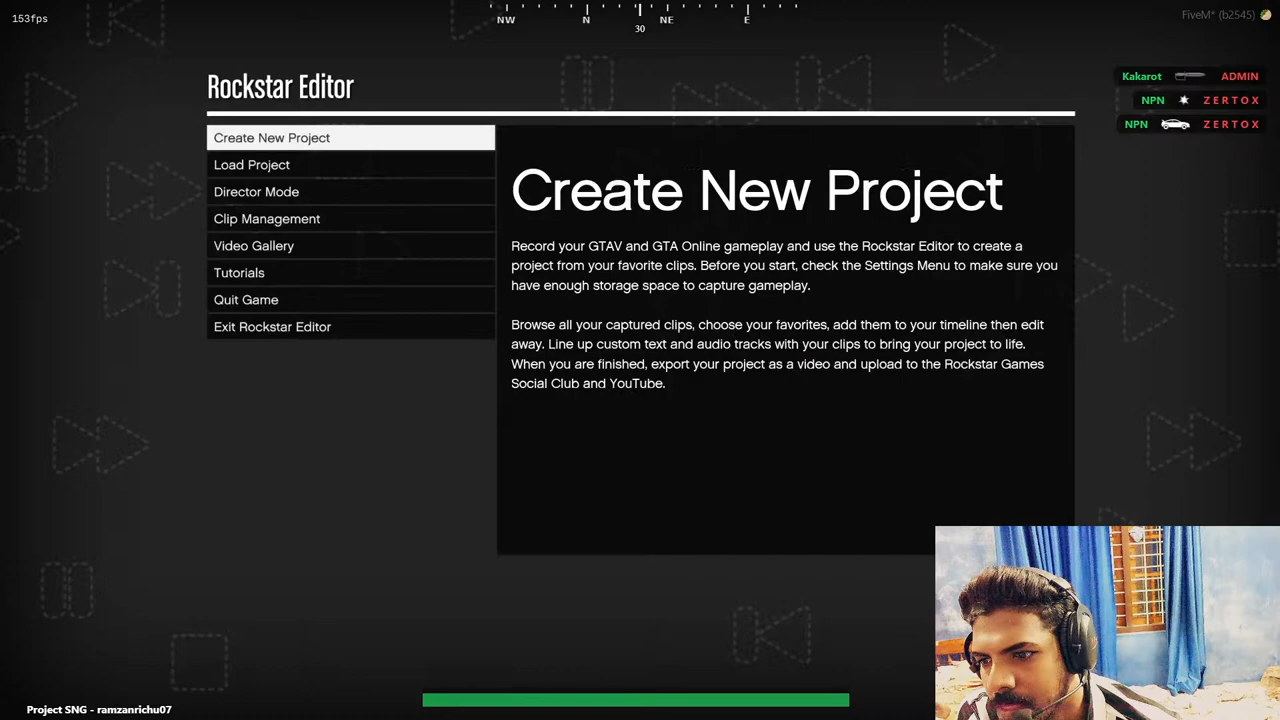 153fps
NW N NE E
30
FiveM* (b2545)
Kakarot ADMIN
NPN ZERTOX
NPN ZERTOX
Rockstar Editor
Create New Project
Load Project
Director Mode
Clip Management
Video Gallery
Tutorials
Quit Game
Exit Rockstar Editor
Create New Project
Record your GTAV and GTA Online gameplay and use the Rockstar Editor to create a
project from your favorite clips. Before you start, check the Settings Menu to make sure you
have enough storage space to capture gameplay.
Browse all your captured clips, choose your favorites, add them to your timeline then edit
away. Line up custom text and audio tracks with your clips to bring your project to life.
When you are finished, export your project as a video and upload to the Rockstar Games
Social Club and YouTube.
Project SNG - ramzanrichu07